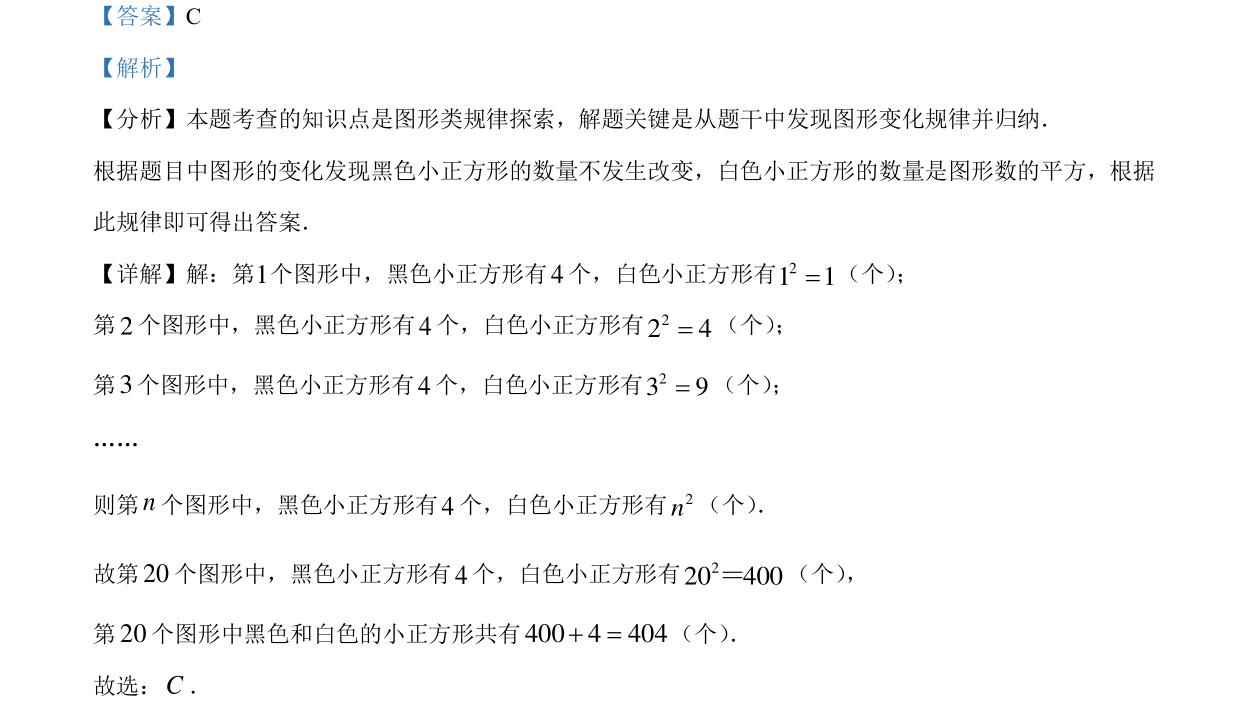 【答案】C
【解析】
【分析】本题考查的知识点是图形类规律探索，解题关键是从题干中发现图形变化规律并归纳．
根据题目中图形的变化发现黑色小正方形的数量不发生改变，白色小正方形的数量是图形数的平方，根据
此规律即可得出答案．
【详解】解：第1个图形中，黑色小正方形有4个，白色小正方形有1²=1（个）；
第2个图形中，黑色小正方形有4个，白色小正方形有2²=4（个）；
第3个图形中，黑色小正方形有4个，白色小正方形有3²=9（个）；
……
则第n个图形中，黑色小正方形有4个，白色小正方形有n²（个）．
故第20个图形中，黑色小正方形有4个，白色小正方形有20²＝400（个），
第20个图形中黑色和白色的小正方形共有400+4=404（个）．
故选：C．